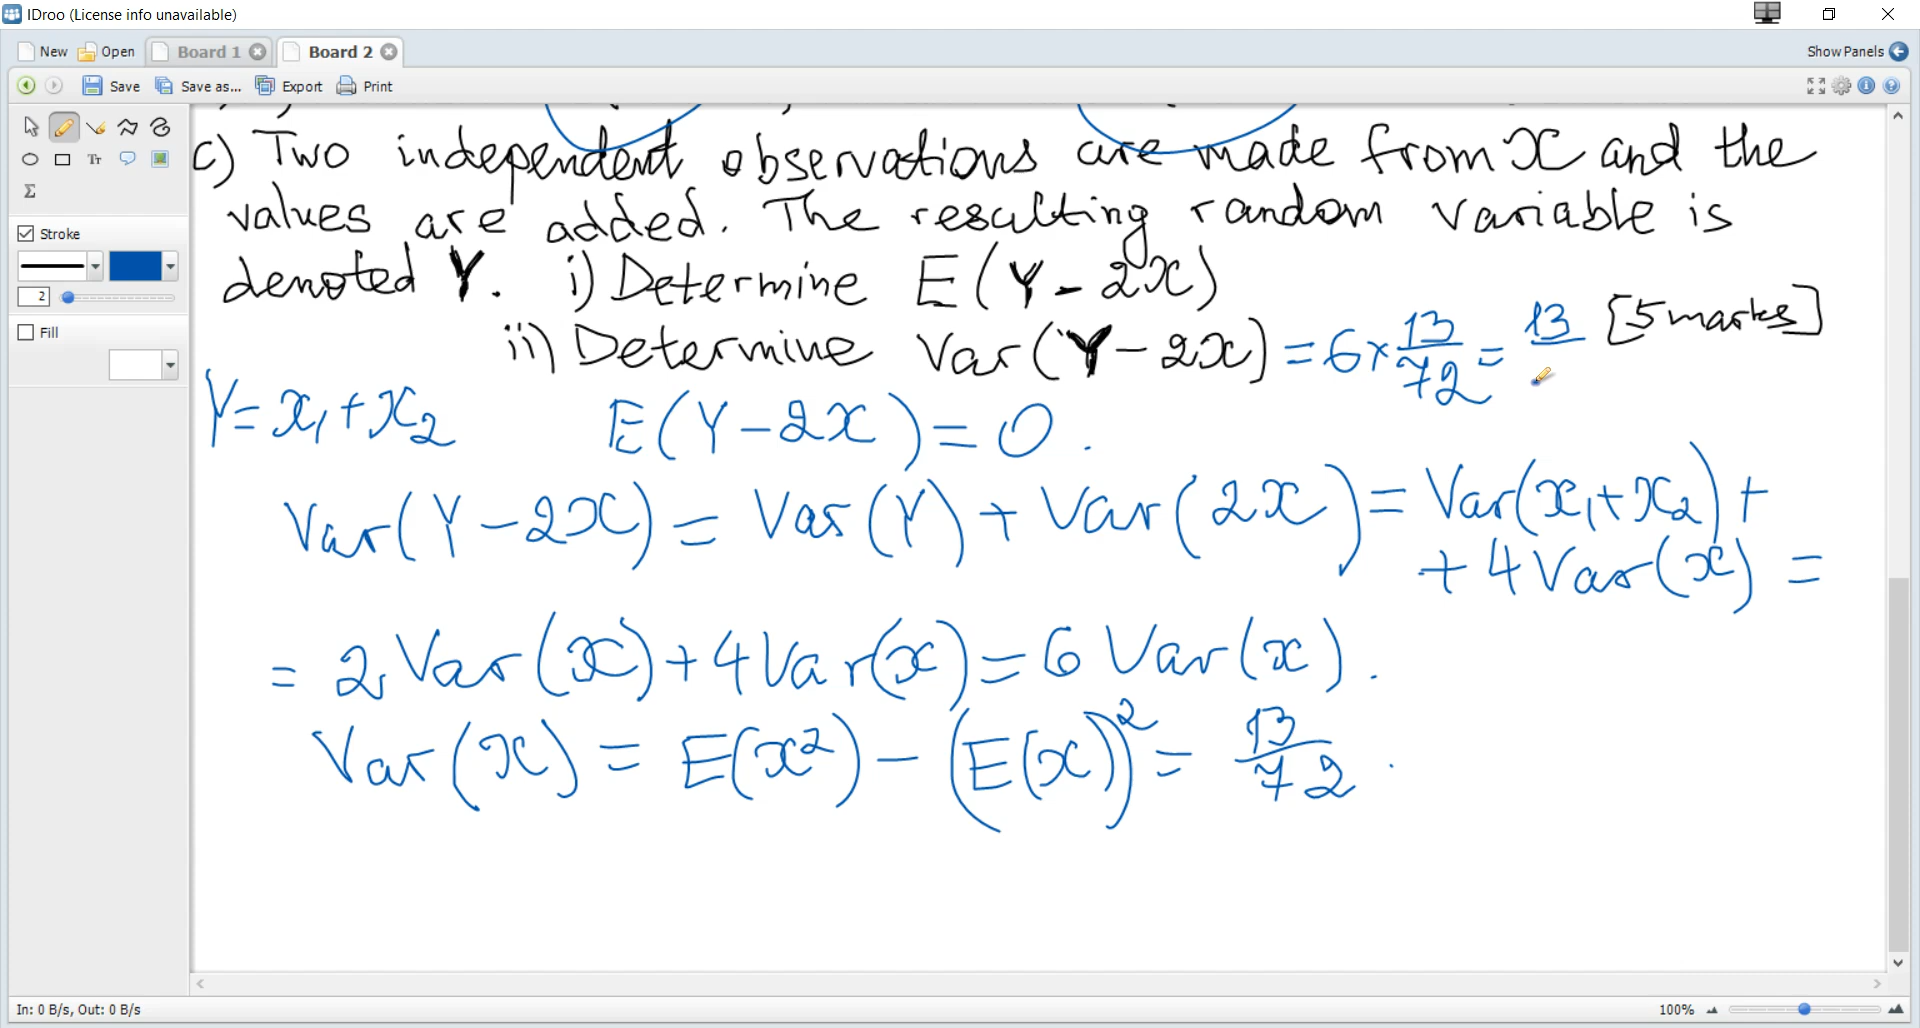 IDroo (License info unavailable)
New Open Board 1 Board 2 Show Panels
Save Save as... Export Print
Tr
Σ
Stroke
2
Fill
c) Two independent observations are made from x and the
values are added. The resulting random variable is
denoted Y. i) Determine E(Y - 2x)
ii) Determine Var(Y - 2x) = 6 × 13/72 = 13 [5 marks]
Y = x₁ + x₂ E(Y - 2x) = 0.
Var(Y - 2x) = Var(Y) + Var(2x) = Var(x₁ + x₂) +
+ 4Var(x) =
= 2Var(x) + 4Var(x) = 6Var(x).
Var(x) = E(x²) - (E(x))² = 13/72.
In: 0 B/s, Out: 0 B/s 100%